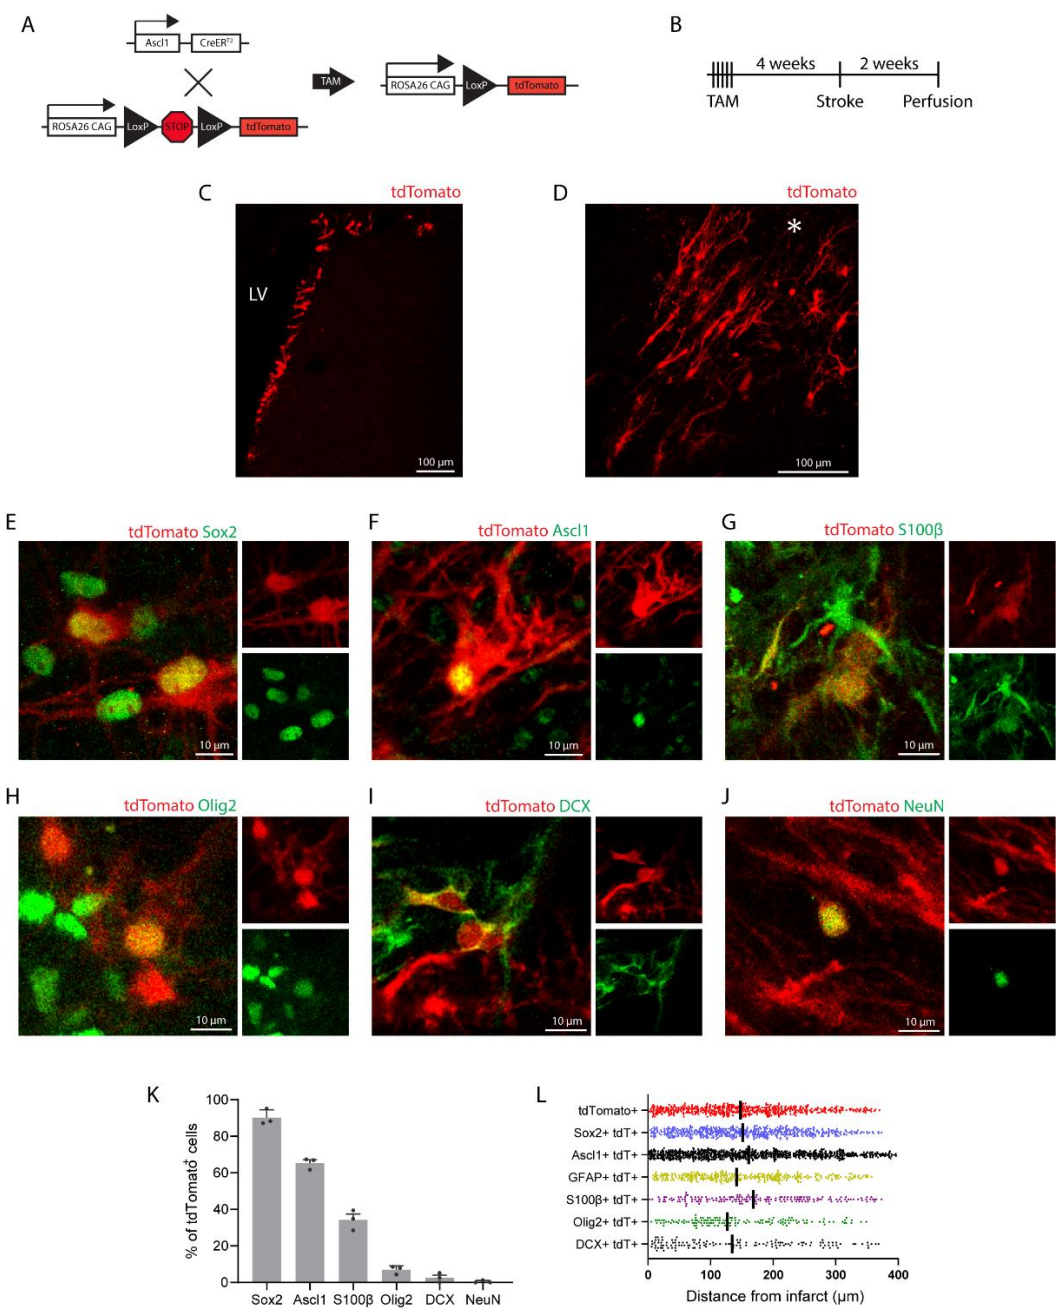 A
Ascl1 CreERT2
TAM
ROSA26 CAG LoxP tdTomato
ROSA26 CAG LoxP STOP LoxP tdTomato
B
4 weeks 2 weeks
TAM Stroke Perfusion
C tdTomato
LV
100 µm
D tdTomato
*
100 µm
E tdTomato Sox2
10 µm
F tdTomato Ascl1
10 µm
G tdTomato S100β
10 µm
H tdTomato Olig2
10 µm
I tdTomato DCX
10 µm
J tdTomato NeuN
10 µm
K
% of tdTomato+ cells
100
80
60
40
20
0
Sox2 Ascl1 S100β Olig2 DCX NeuN
L
tdTomato+
Sox2+ tdT+
Ascl1+ tdT+
GFAP+ tdT+
S100β+ tdT+
Olig2+ tdT+
DCX+ tdT+
0 100 200 300 400
Distance from infarct (µm)